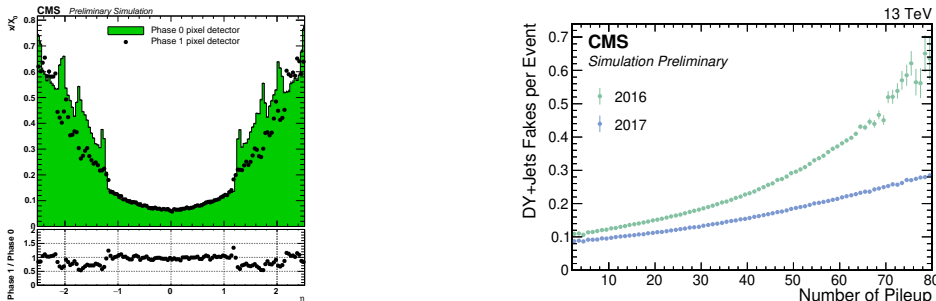 CMS Preliminary Simulation
x/X₀
Phase 0 pixel detector
Phase 1 pixel detector
0.8
0.7
0.6
0.5
0.4
0.3
0.2
0.1
0
Phase 1 / Phase 0
2
1.5
1
0.5
0
−2 −1 0 1 2
η
13 TeV
CMS
Simulation Preliminary
2016
2017
DY+Jets Fakes per Event
0.7
0.6
0.5
0.4
0.3
0.2
0.1
0
10 20 30 40 50 60 70 80
Number of Pileup